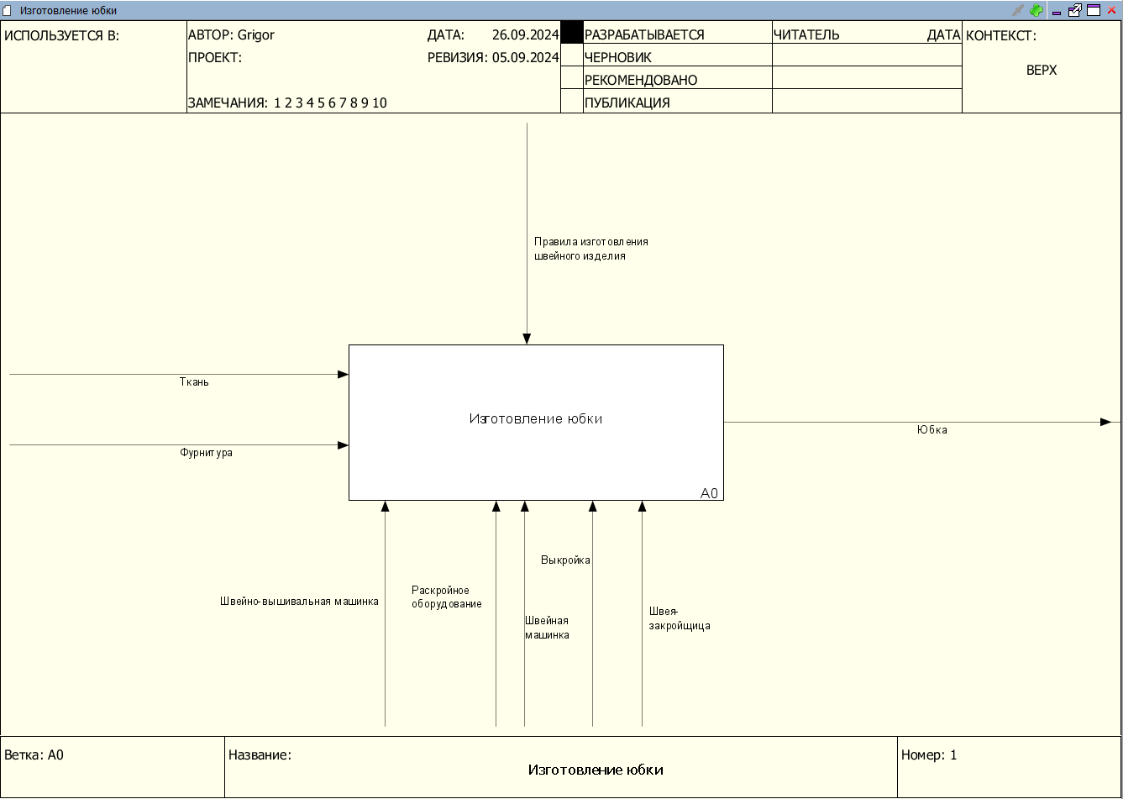 Изготовление юбки
ИСПОЛЬЗУЕТСЯ В:
АВТОР: Grigor
ДАТА: 26.09.2024
ПРОЕКТ:
РЕВИЗИЯ: 05.09.2024
ЗАМЕЧАНИЯ: 1 2 3 4 5 6 7 8 9 10
РАЗРАБАТЫВАЕТСЯ
ЧЕРНОВИК
РЕКОМЕНДОВАНО
ПУБЛИКАЦИЯ
ЧИТАТЕЛЬ
ДАТА
КОНТЕКСТ:
ВЕРХ
Правила изготовления
швейного изделия
Ткань
Фурнитура
Изготовление юбки
A0
Юбка
Швейно-вышивальная машинка
Раскройное
оборудование
Швейная
машинка
Выкройка
Швея-
закройщица
Ветка: A0
Название:
Изготовление юбки
Номер: 1